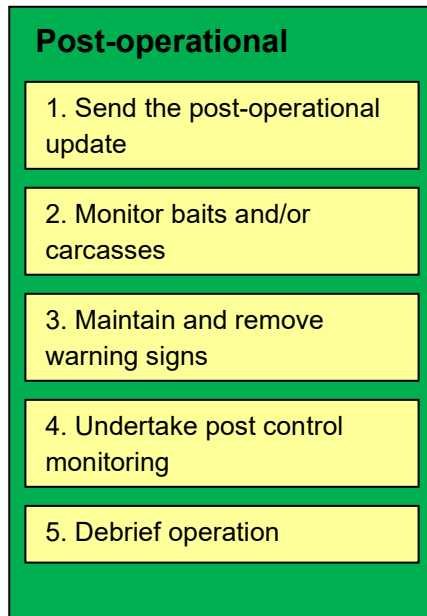 Post-operational
1. Send the post-operational
update
2. Monitor baits and/or
carcasses
3. Maintain and remove
warning signs
4. Undertake post control
monitoring
5. Debrief operation